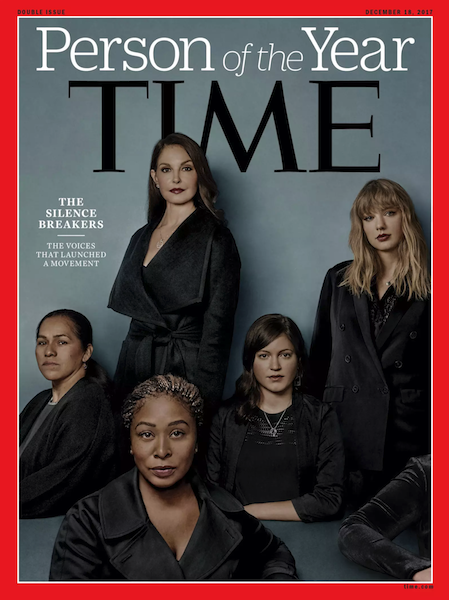 DOUBLE ISSUE
DECEMBER 18, 2017
Person of the Year
TIME
THE
SILENCE
BREAKERS
THE VOICES
THAT LAUNCHED
A MOVEMENT
time.com